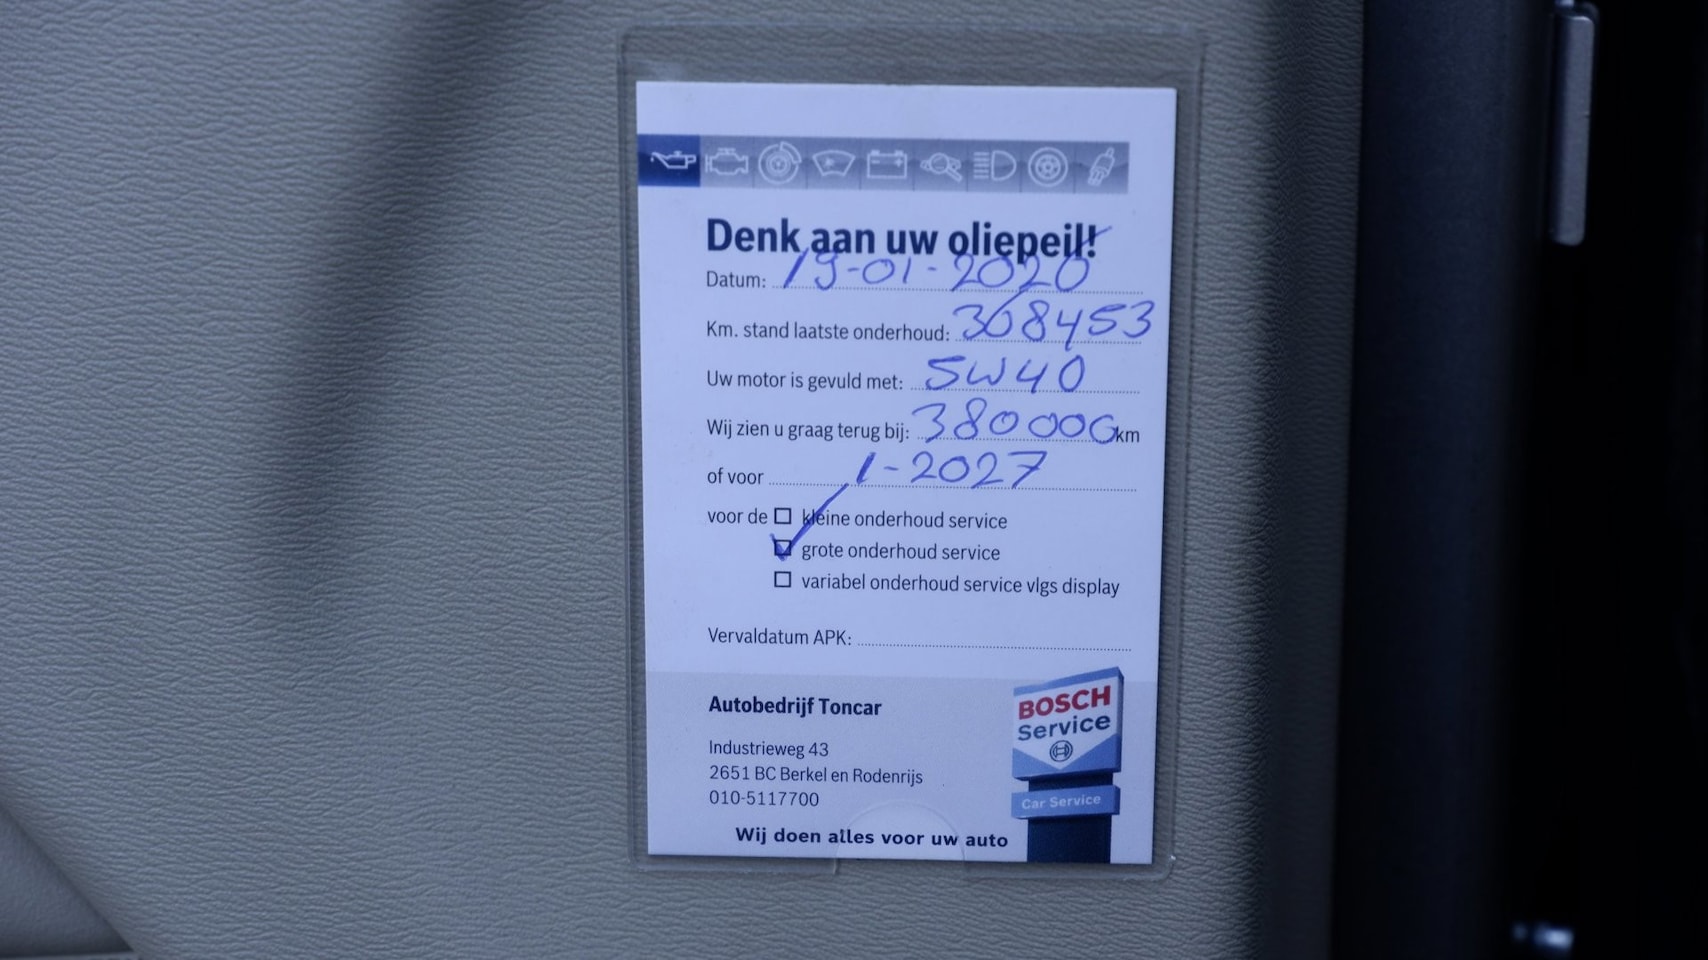 Denk aan uw oliepeil!
Datum: 19-01-2026
Km. stand laatste onderhoud: 368453
Uw motor is gevuld met: 5W40
Wij zien u graag terug bij: 380000 km
of voor 1-2027
voor de kleine onderhoud service
grote onderhoud service
variabel onderhoud service vlgs display
Vervaldatum APK:
Autobedrijf Toncar
Industrieweg 43
2651 BC Berkel en Rodenrijs
010-5117700
Wij doen alles voor uw auto
BOSCH
Service
Car Service